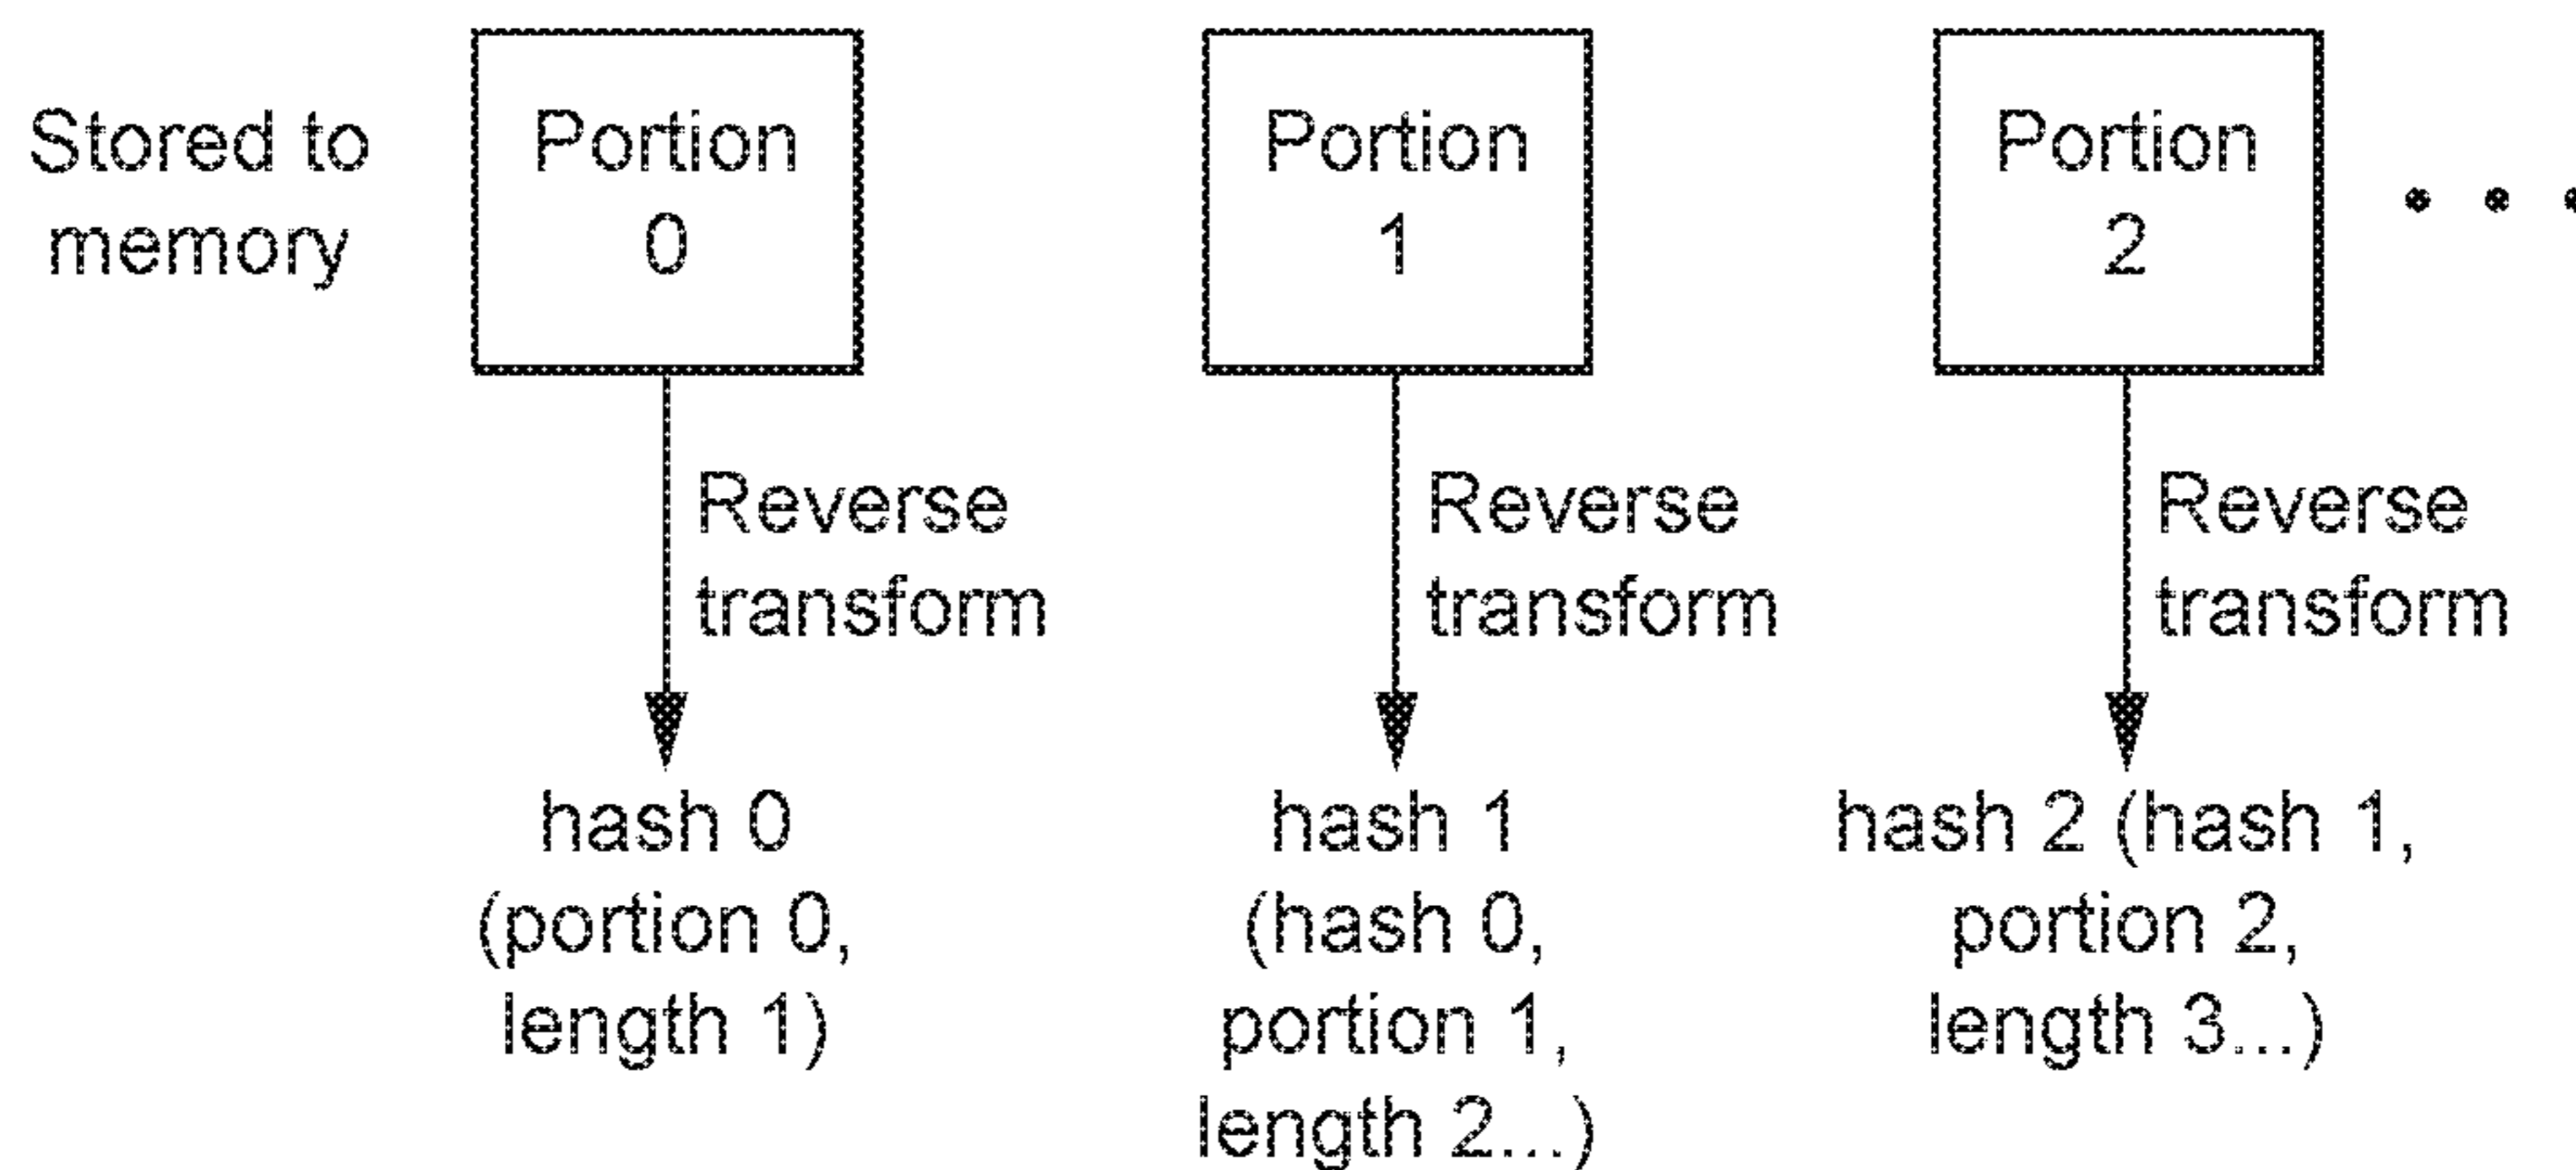 Stored to
memory
Portion
0
Portion
1
Portion
2
Reverse
transform
Reverse
transform
Reverse
transform
hash 0
(portion 0,
length 1)
hash 1
(hash 0,
portion 1,
length 2...)
hash 2 (hash 1,
portion 2,
length 3...)